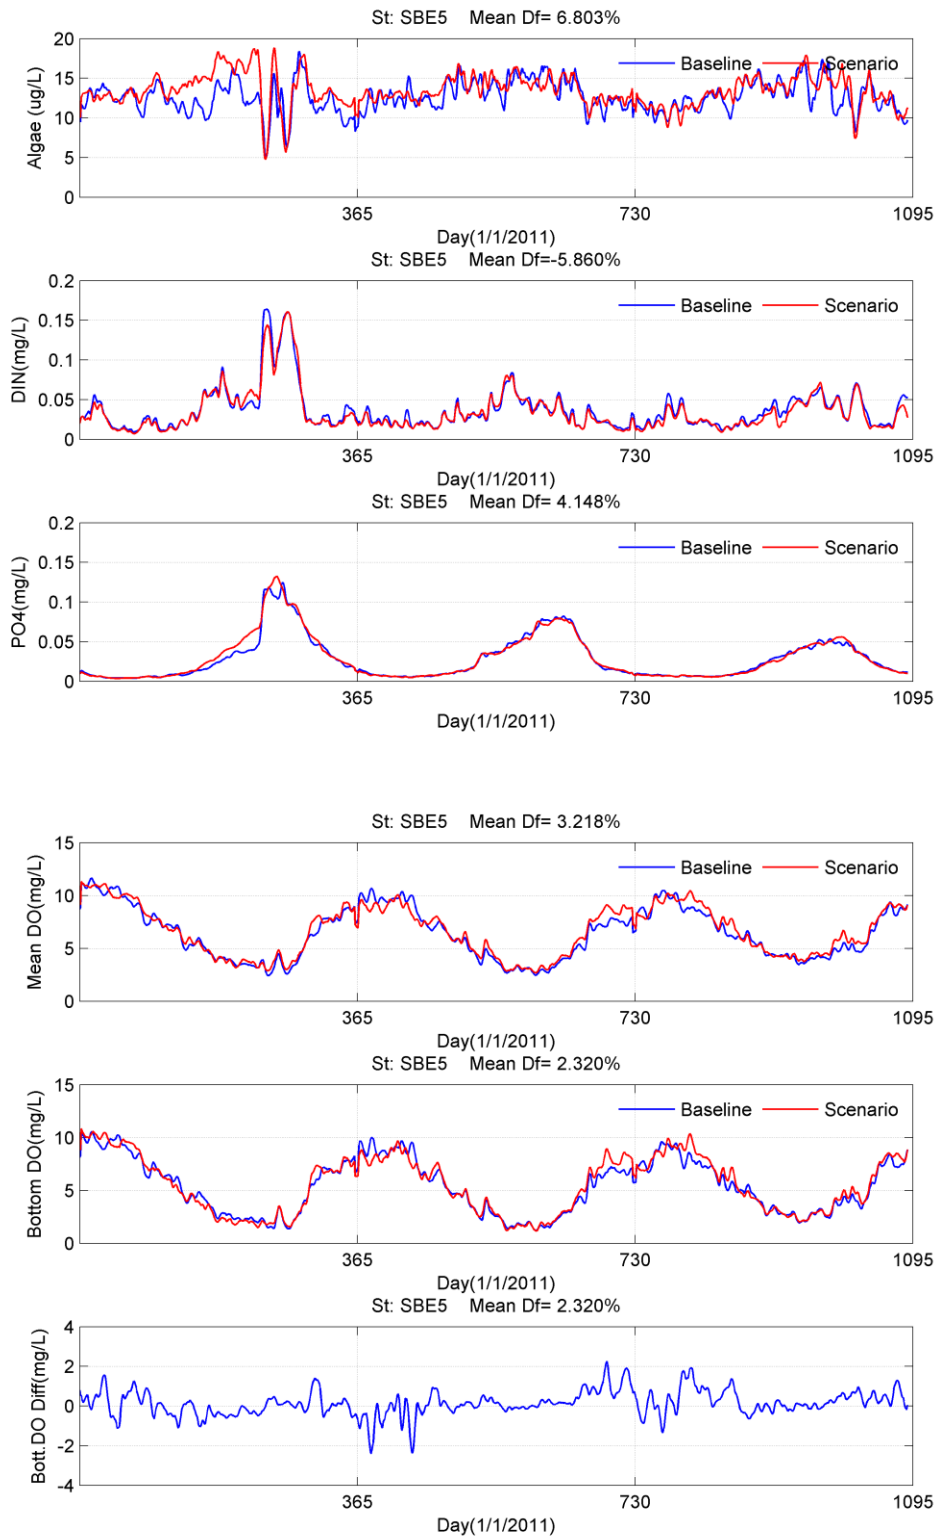 St: SBE5 Mean Df= 6.803%
20
15
10
5
0
Algae (ug/L)
Baseline
Scenario
365
730
1095
Day(1/1/2011)
St: SBE5 Mean Df=-5.860%
0.2
0.15
0.1
0.05
0
DIN(mg/L)
Baseline
Scenario
365
730
1095
Day(1/1/2011)
St: SBE5 Mean Df= 4.148%
0.2
0.15
0.1
0.05
0
PO4(mg/L)
Baseline
Scenario
365
730
1095
Day(1/1/2011)
St: SBE5 Mean Df= 3.218%
15
10
5
0
Mean DO(mg/L)
Baseline
Scenario
365
730
1095
Day(1/1/2011)
St: SBE5 Mean Df= 2.320%
15
10
5
0
Bottom DO(mg/L)
Baseline
Scenario
365
730
1095
Day(1/1/2011)
St: SBE5 Mean Df= 2.320%
4
2
0
-2
-4
Bott.DO Diff(mg/L)
365
730
1095
Day(1/1/2011)